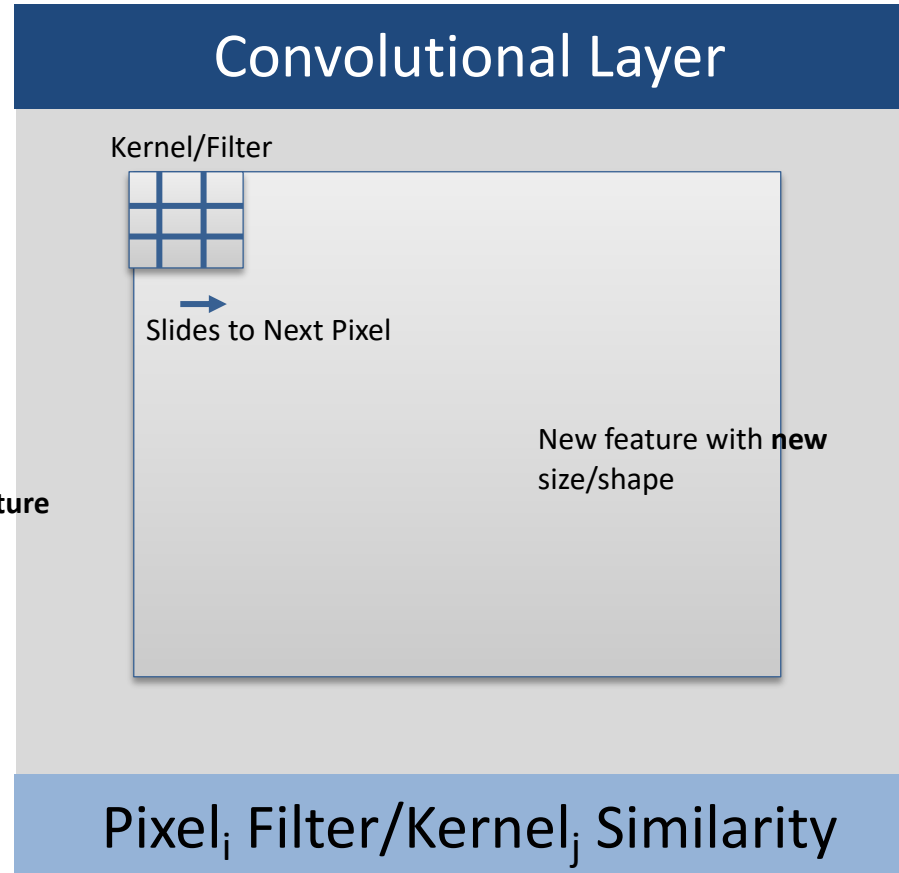 Convolutional Layer
Kernel/Filter
Slides to Next Pixel
New feature with new
size/shape
ture
Pixelᵢ Filter/Kernelⱼ Similarity